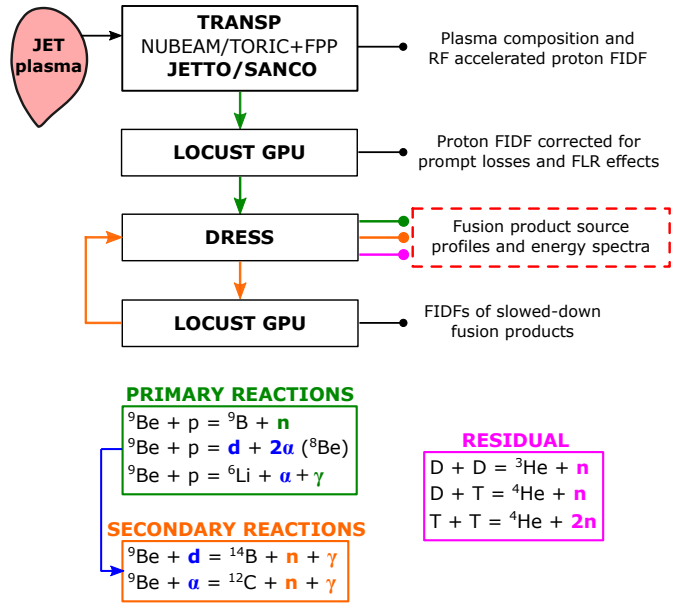 JET
plasma
TRANSP
NUBEAM/TORIC+FPP
JETTO/SANCO
Plasma composition and
RF accelerated proton FIDF
LOCUST GPU
Proton FIDF corrected for
prompt losses and FLR effects
DRESS
Fusion product source
profiles and energy spectra
LOCUST GPU
FIDFs of slowed-down
fusion products
PRIMARY REACTIONS
⁹Be + p = ⁹B + n
⁹Be + p = d + 2α (⁸Be)
⁹Be + p = ⁶Li + α + γ
RESIDUAL
D + D = ³He + n
D + T = ⁴He + n
T + T = ⁴He + 2n
SECONDARY REACTIONS
⁹Be + d = ¹⁴B + n + γ
⁹Be + α = ¹²C + n + γ